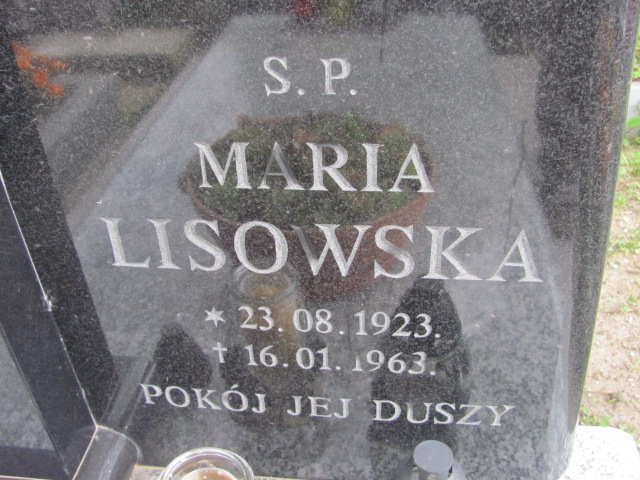 S. P.
MARIA
LISOWSKA
* 23. 08. 1923.
† 16. 01. 1963.
POKÓJ JEJ DUSZY